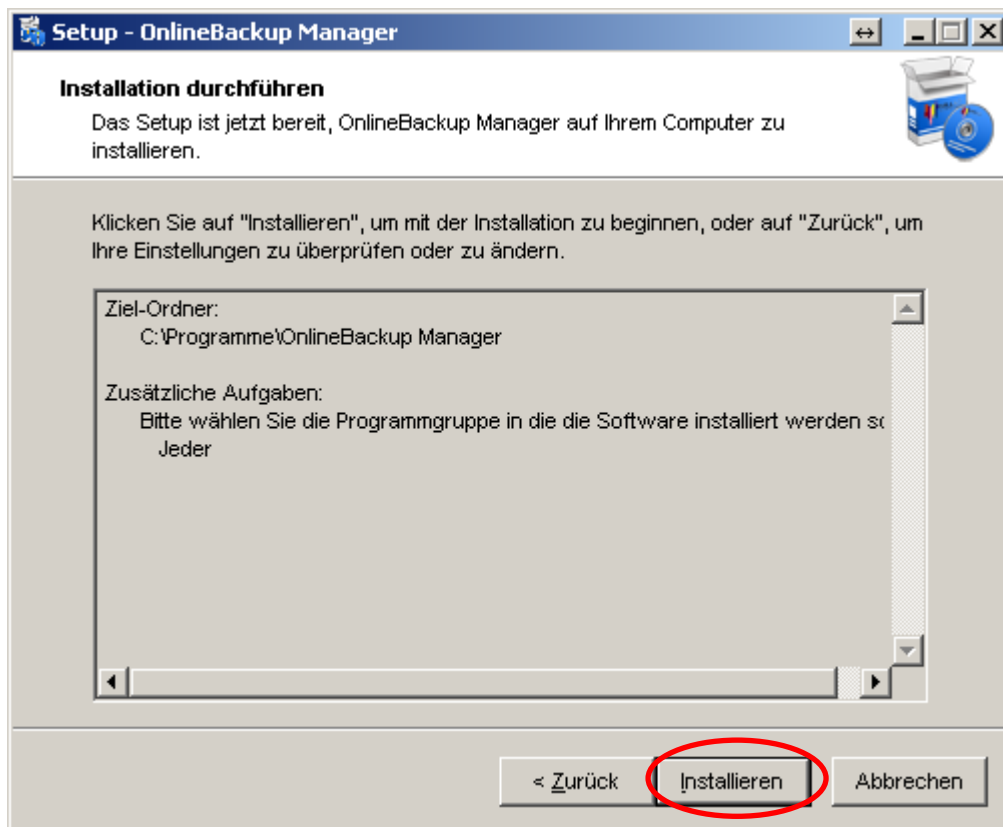 Setup - OnlineBackup Manager
Installation durchführen
Das Setup ist jetzt bereit, OnlineBackup Manager auf Ihrem Computer zu
installieren.
Klicken Sie auf "Installieren", um mit der Installation zu beginnen, oder auf "Zurück", um
Ihre Einstellungen zu überprüfen oder zu ändern.
Ziel-Ordner:
C:\Programme\OnlineBackup Manager
Zusätzliche Aufgaben:
Bitte wählen Sie die Programmgruppe in die die Software installiert werden
Jeder
< Zurück
Installieren
Abbrechen